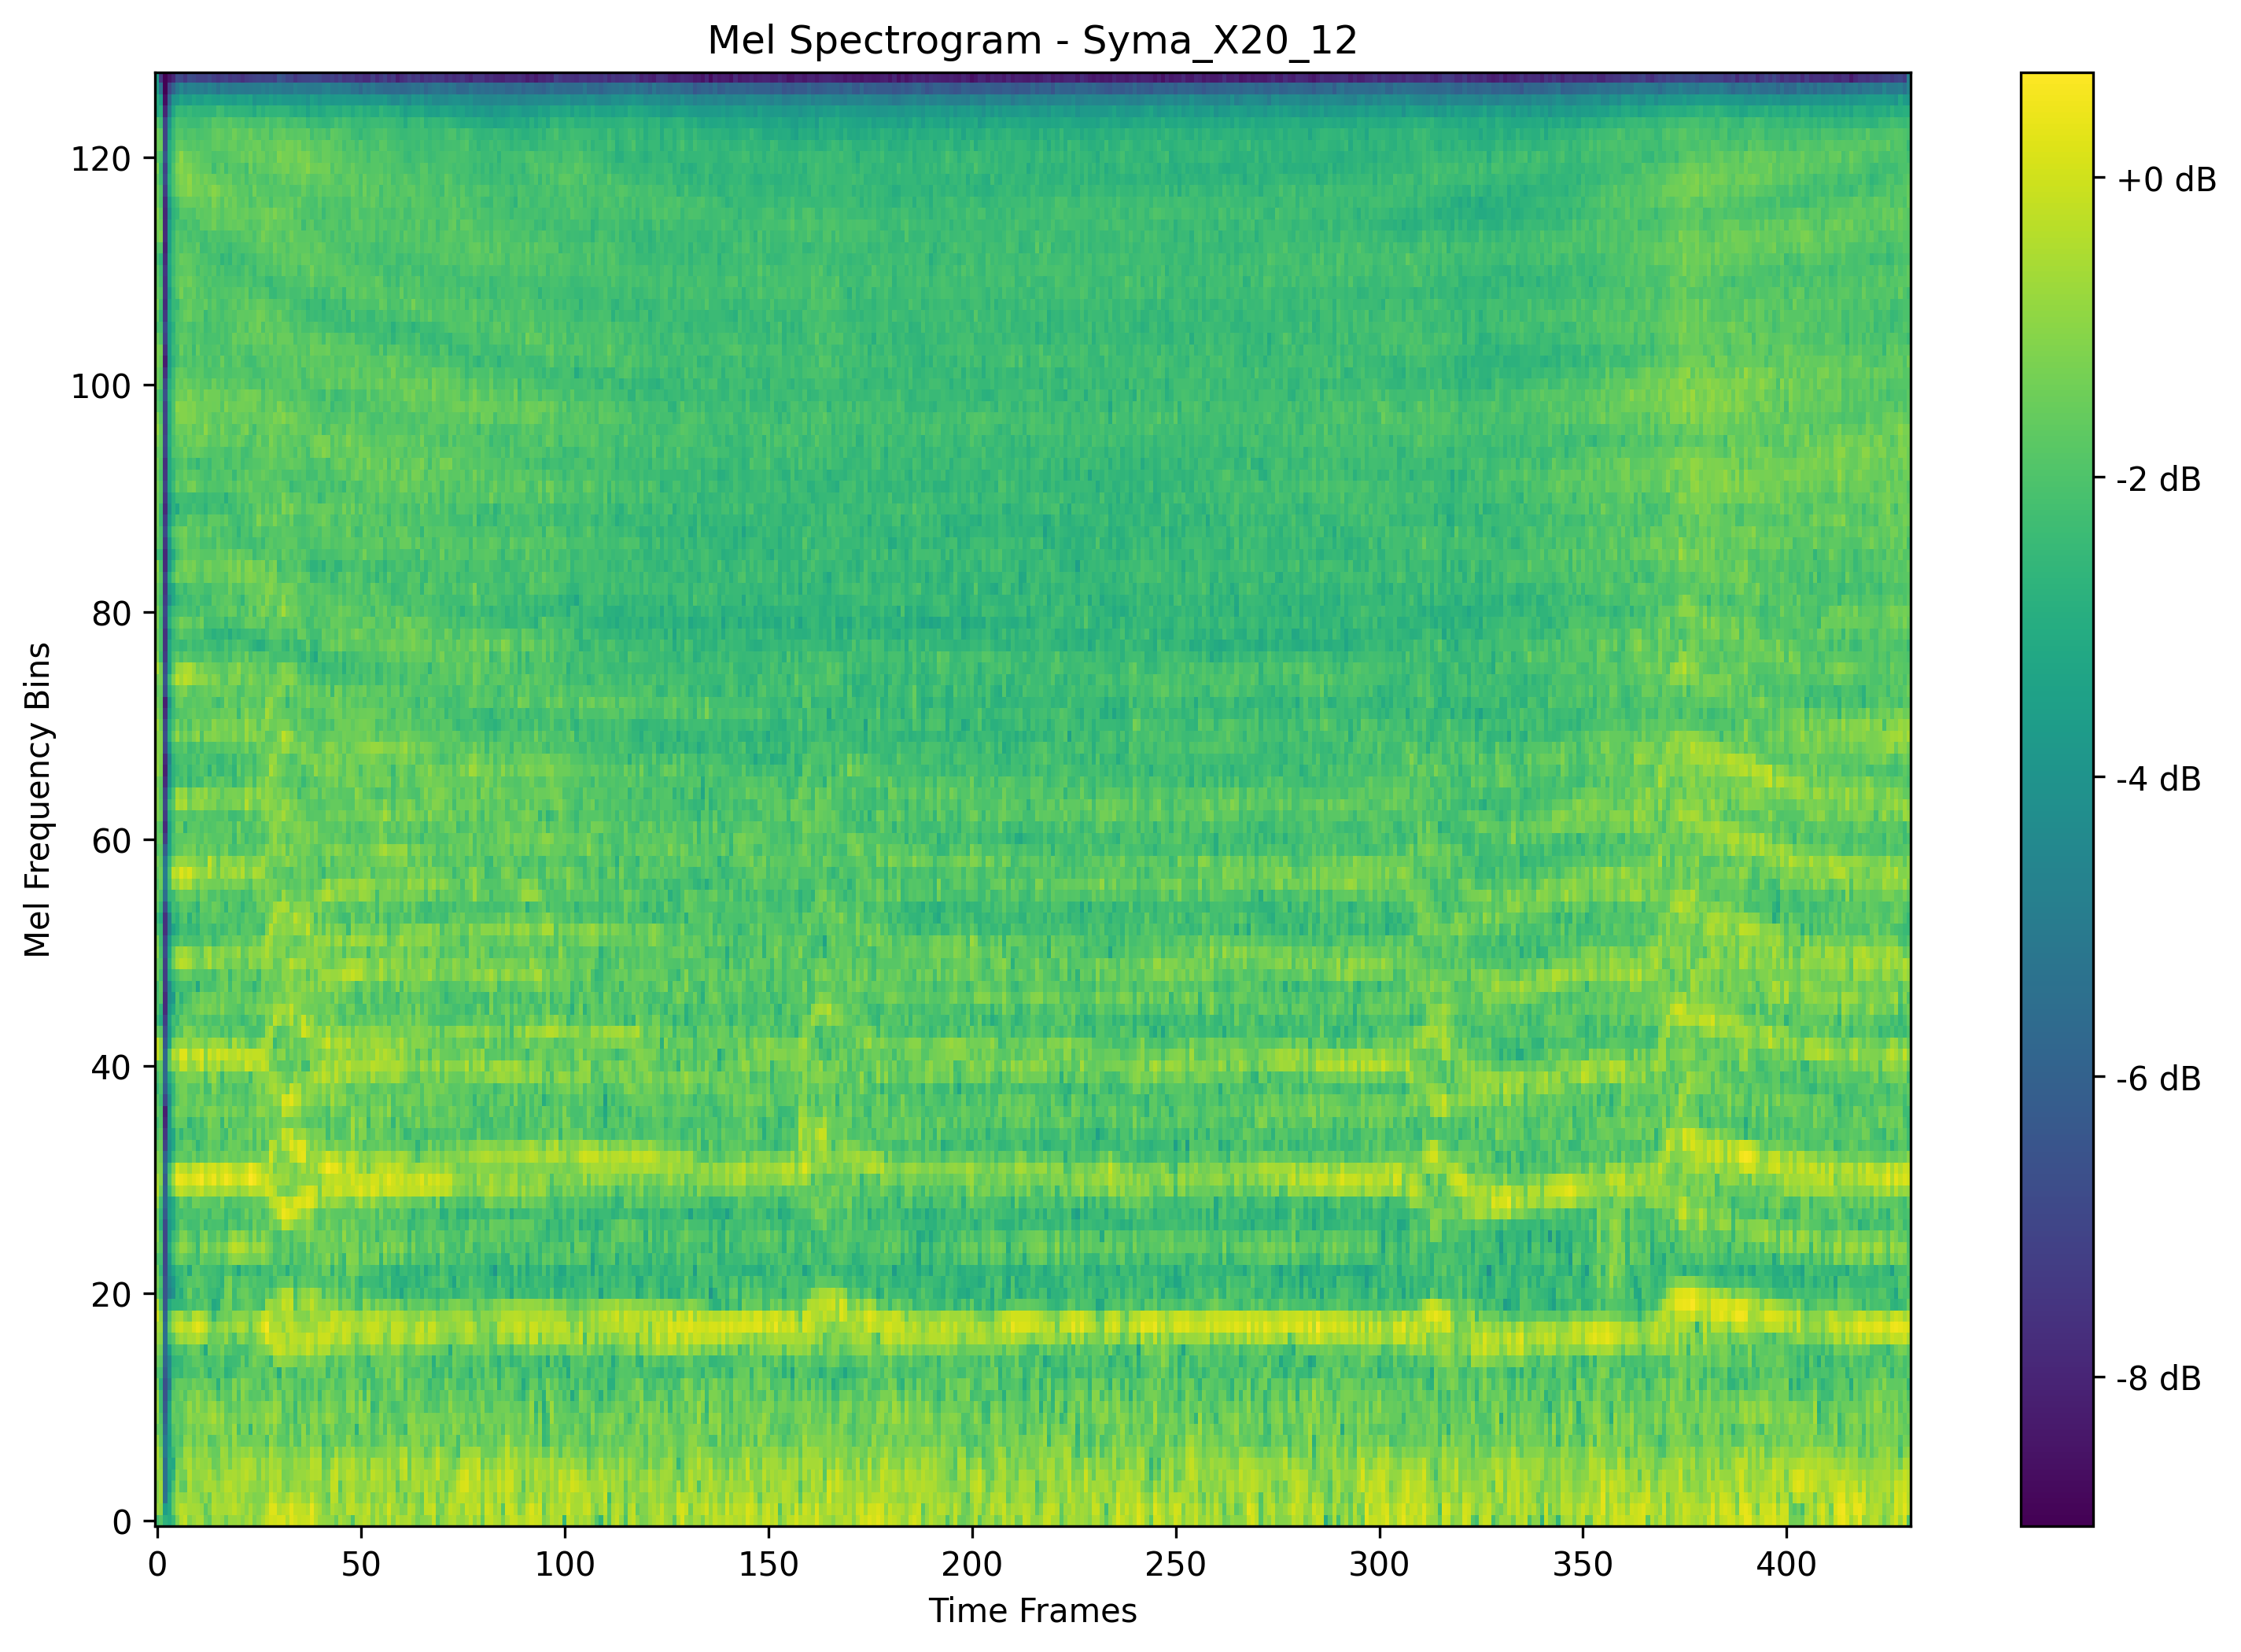 Mel Spectrogram - Syma_X20_12
Mel Frequency Bins
120
100
80
60
40
20
0
0 50 100 150 200 250 300 350 400
Time Frames
+0 dB
-2 dB
-4 dB
-6 dB
-8 dB